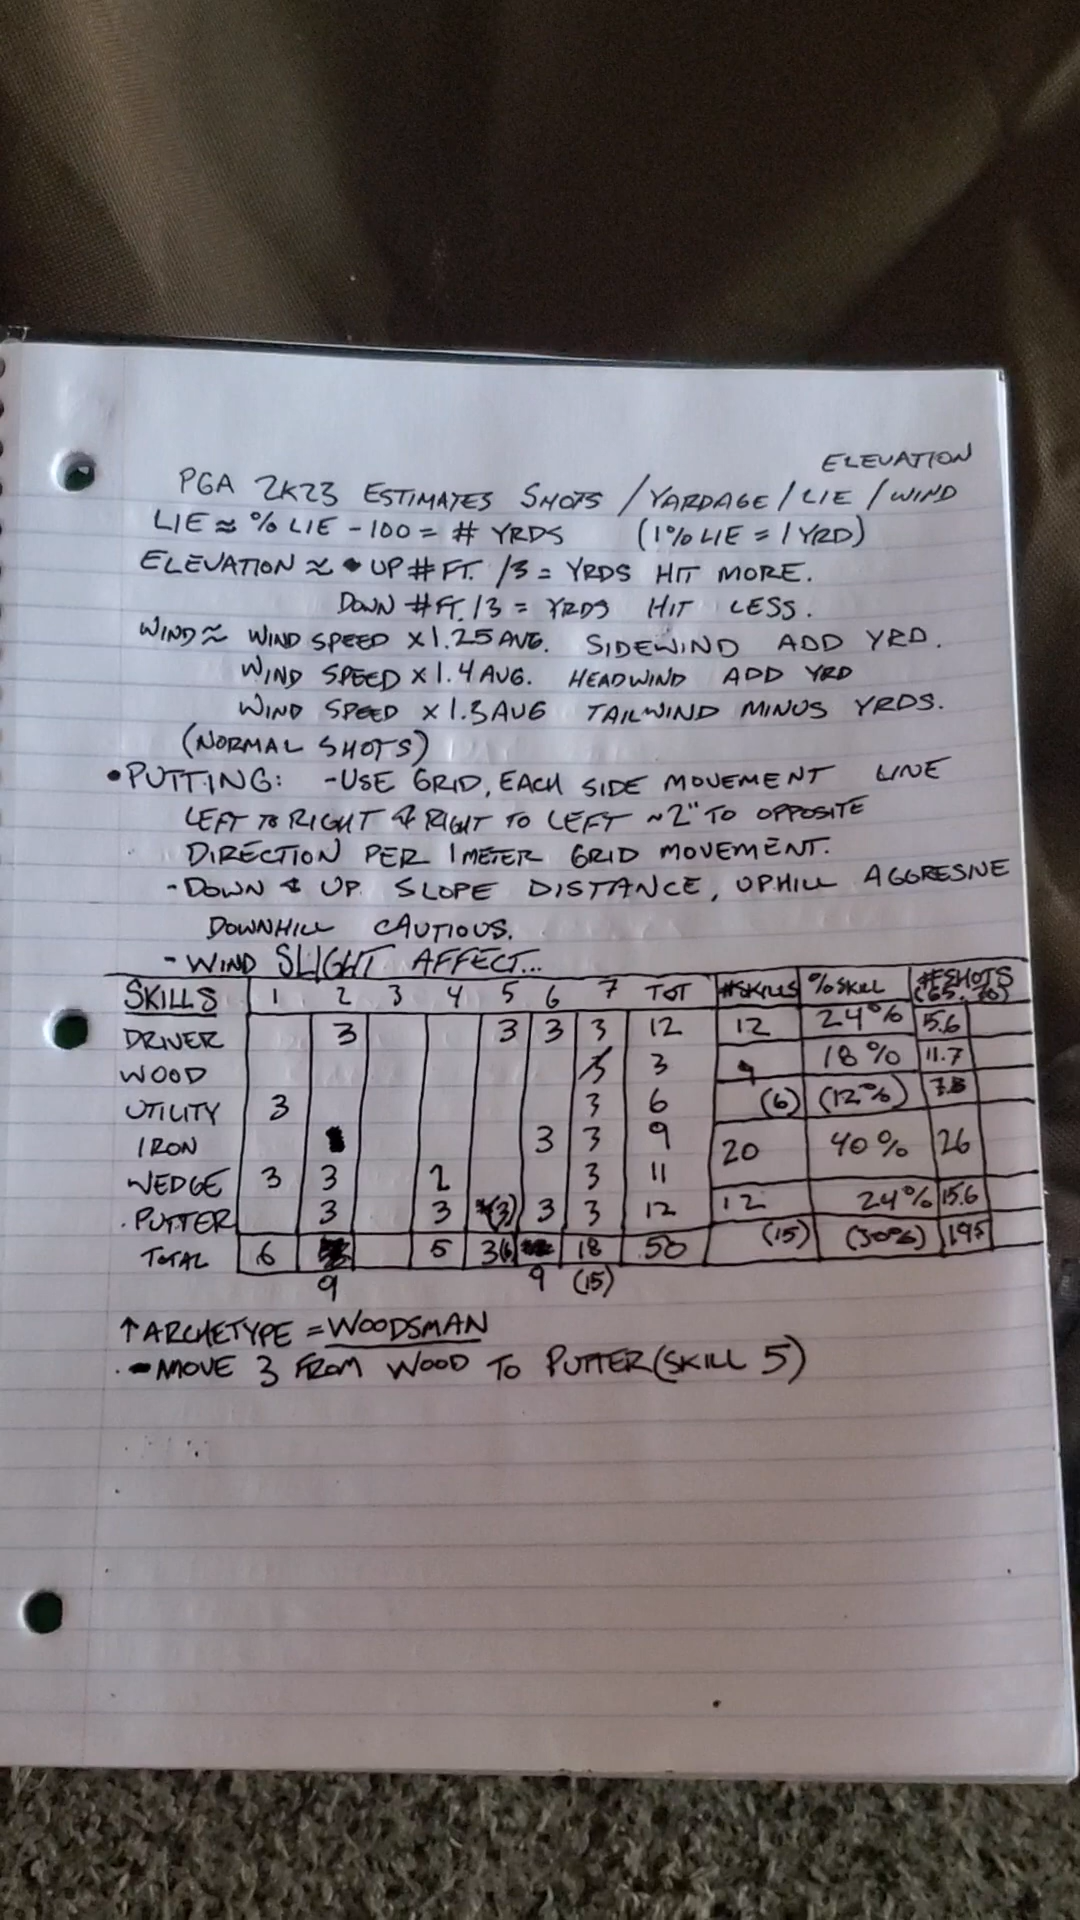 ELEVATION
PGA 2K23 ESTIMATES SHOTS / YARDAGE / LIE / WIND
LIE ≈ % LIE - 100 = # YRDS (1% LIE = 1 YRD)
ELEVATION ≈ UP # FT. /3 = YRDS HIT MORE.
DOWN # FT. /3 = YRDS HIT LESS.
WIND ≈ WIND SPEED X 1.25 AVG. SIDEWIND ADD YRD.
WIND SPEED X 1.4 AVG. HEADWIND ADD YRD
WIND SPEED X 1.3 AVG TAILWIND MINUS YRDS.
(NORMAL SHOTS)
• PUTTING: - USE GRID, EACH SIDE MOVEMENT LINE
LEFT TO RIGHT & RIGHT TO LEFT ~2" TO OPPOSITE
DIRECTION PER 1 METER GRID MOVEMENT.
- DOWN & UP SLOPE DISTANCE, UPHILL AGGRESIVE
DOWNHILL CAUTIOUS.
- WIND SLIGHT AFFECT...
SKILLS 1 2 3 4 5 6 7 TOT #SKILLS % SKILL # SHOTS
DRIVER 3 3 3 3 12 12 24% 15.6
WOOD 3 3 9 18% 11.7
UTILITY 3 3 6 (6) (12%) 7.8
IRON 3 3 9 20 40% 26
WEDGE 3 3 2 3 11
PUTTER 3 3 (3) 3 3 12 12 24% 15.6
TOTAL 6 5 3(6) 18 50 (15) (30%) 19.5
9 9 (15)
↑ ARCHETYPE = WOODSMAN
- MOVE 3 FROM WOOD TO PUTTER (SKILL 5)